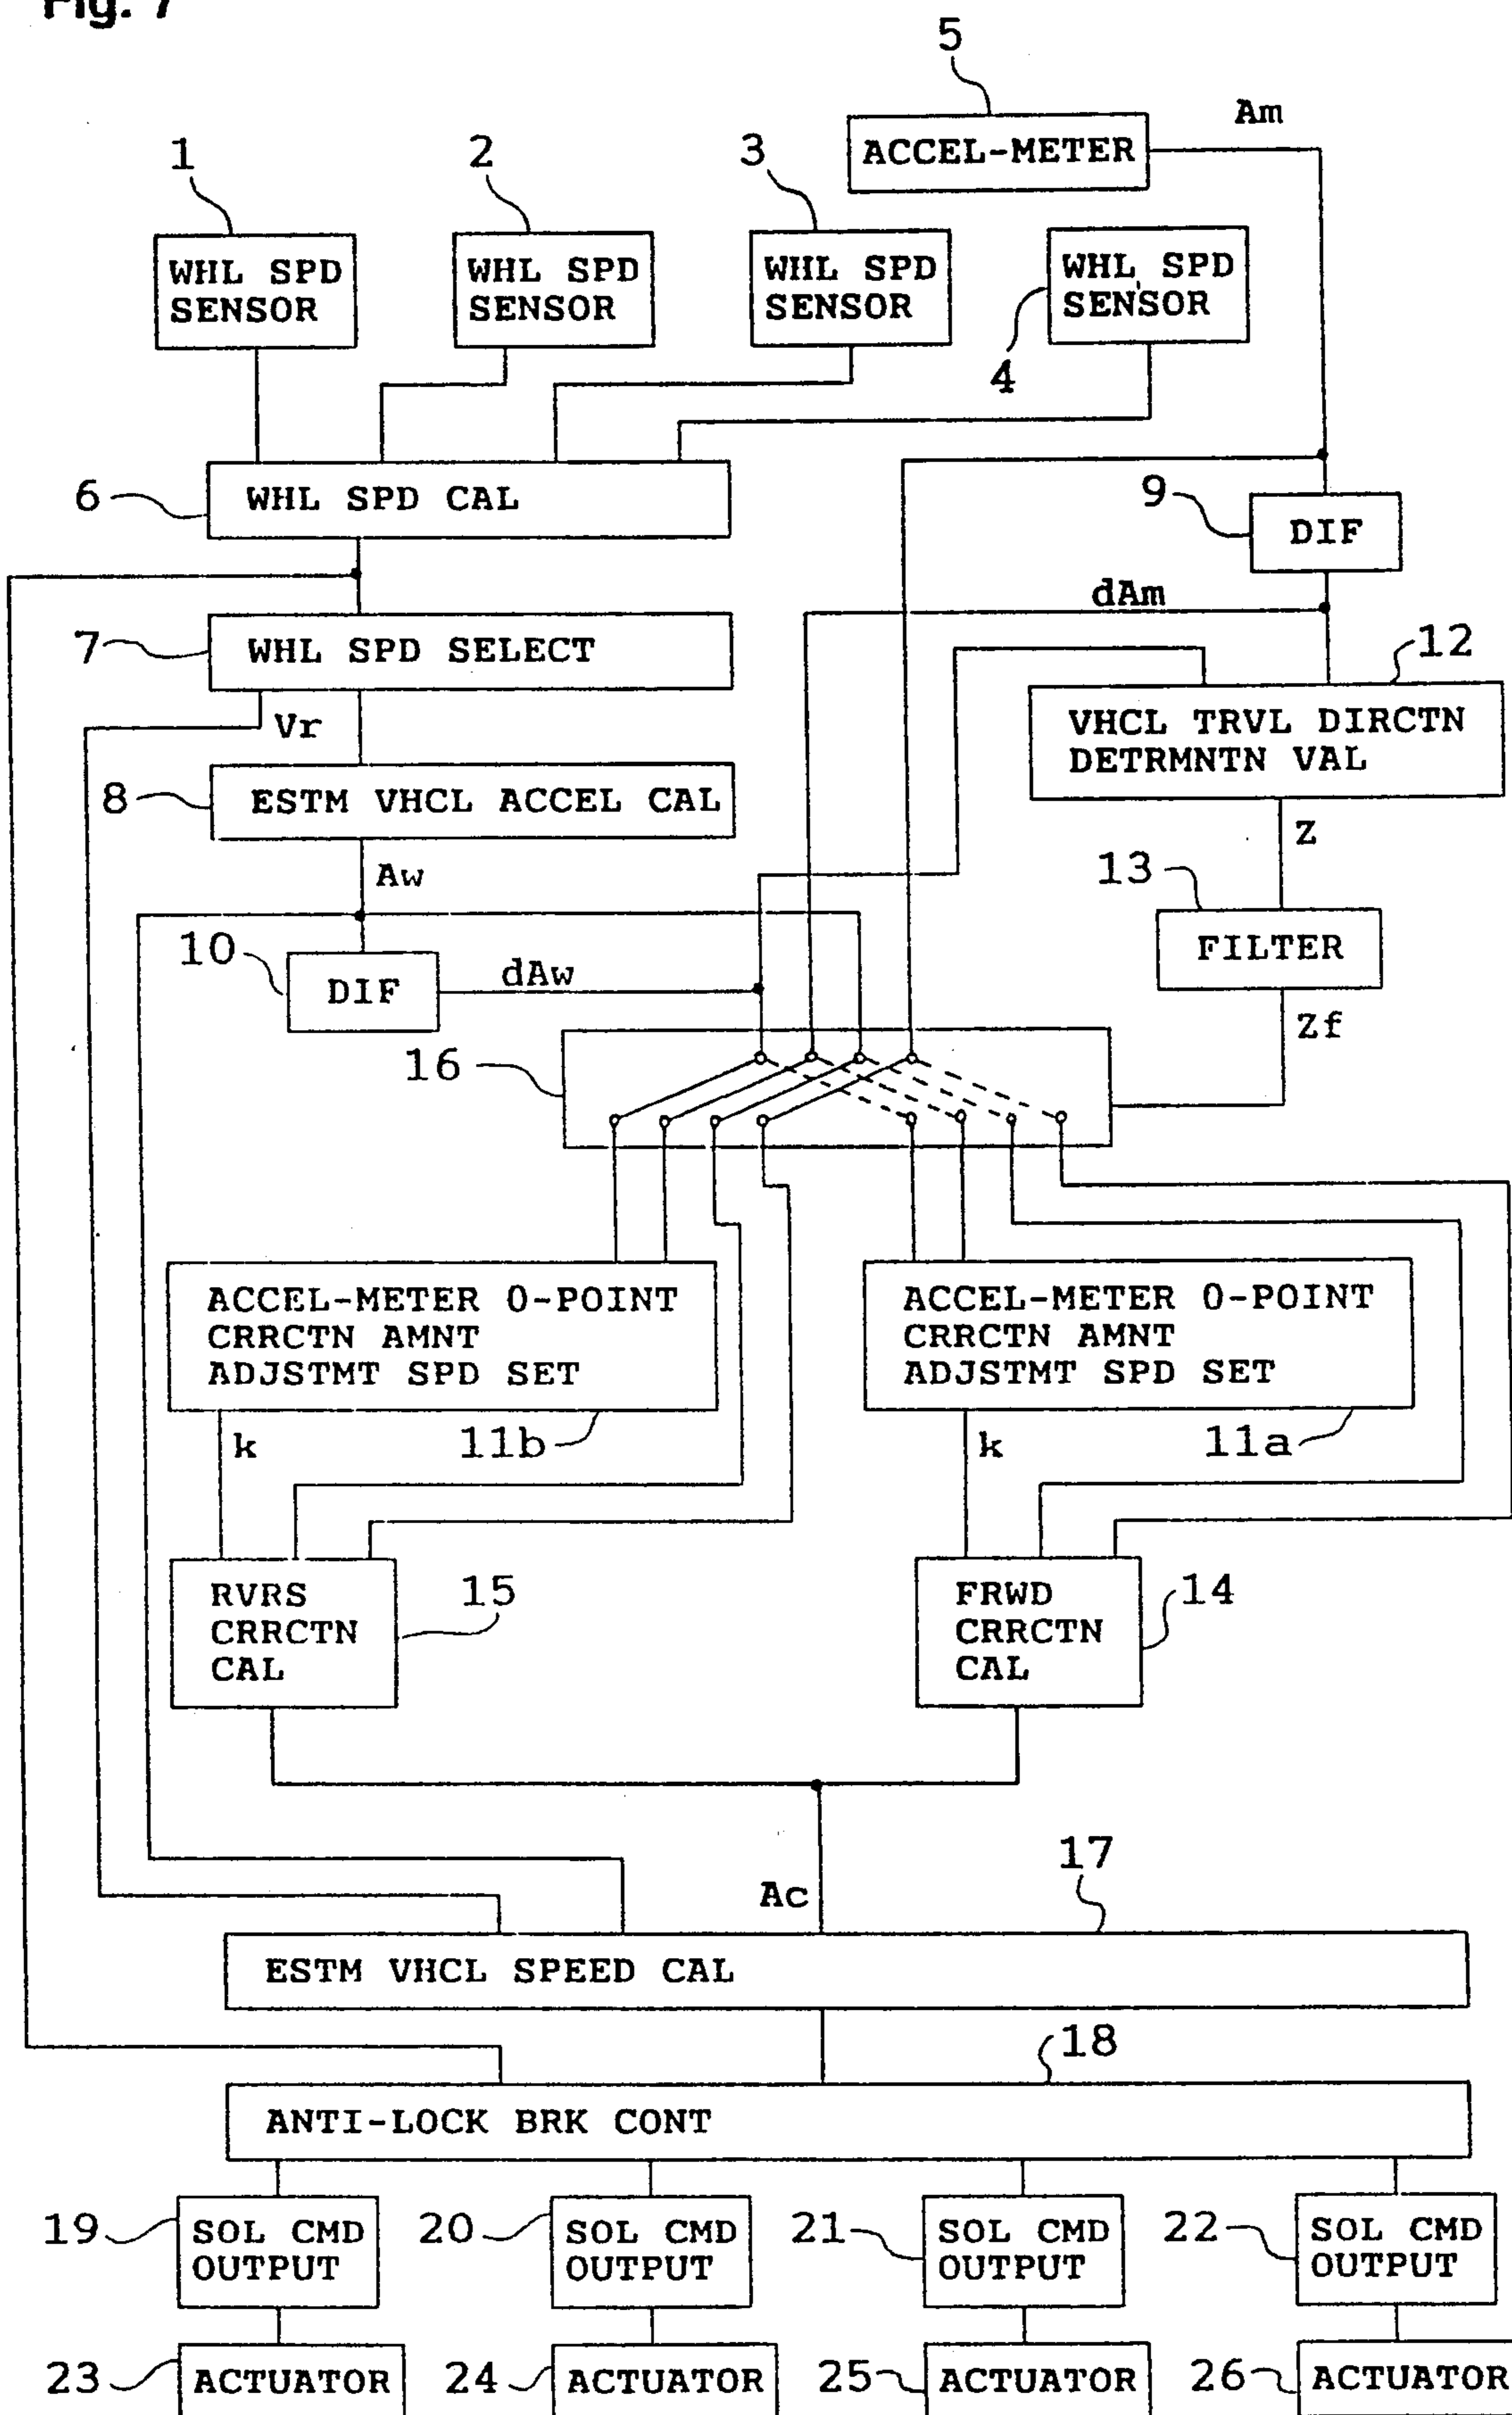 Fig. 7
5
Am
ACCEL-METER
1
2
3
WHL SPD
SENSOR
WHL SPD
SENSOR
WHL SPD
SENSOR
WHL SPD
SENSOR
4
6
WHL SPD CAL
9
DIF
dAm
7
WHL SPD SELECT
12
Vr
VHCL TRVL DIRCTN
DETRMNTN VAL
8
ESTM VHCL ACCEL CAL
Z
Aw
13
10
DIF
dAw
FILTER
Zf
16
ACCEL-METER 0-POINT
CRRCTN AMNT
ADJSTMT SPD SET
ACCEL-METER 0-POINT
CRRCTN AMNT
ADJSTMT SPD SET
k
11b
k
11a
RVRS
CRRCTN
CAL
15
FRWD
CRRCTN
CAL
14
17
Ac
ESTM VHCL SPEED CAL
18
ANTI-LOCK BRK CONT
19
SOL CMD
OUTPUT
20
SOL CMD
OUTPUT
21
SOL CMD
OUTPUT
22
SOL CMD
OUTPUT
23
ACTUATOR
24
ACTUATOR
25
ACTUATOR
26
ACTUATOR